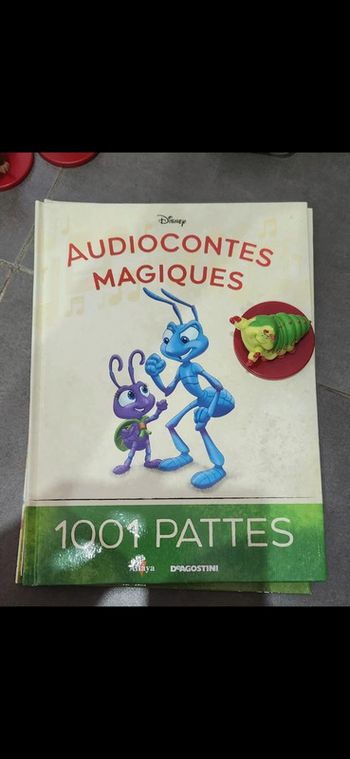 Disney
AUDIOCONTES
MAGIQUES
1001 PATTES
Altaya DeAGOSTINI